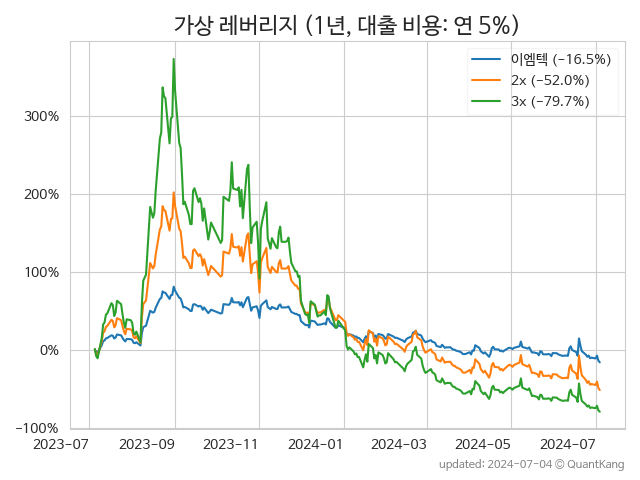 가상 레버리지 (1년, 대출 비용: 연 5%)
이엠텍 (−16.5%)
2x (−52.0%)
3x (−79.7%)
300%
200%
100%
0%
−100%
2023-07 2023-09 2023-11 2024-01 2024-03 2024-05 2024-07
updated: 2024-07-04 © QuantKang